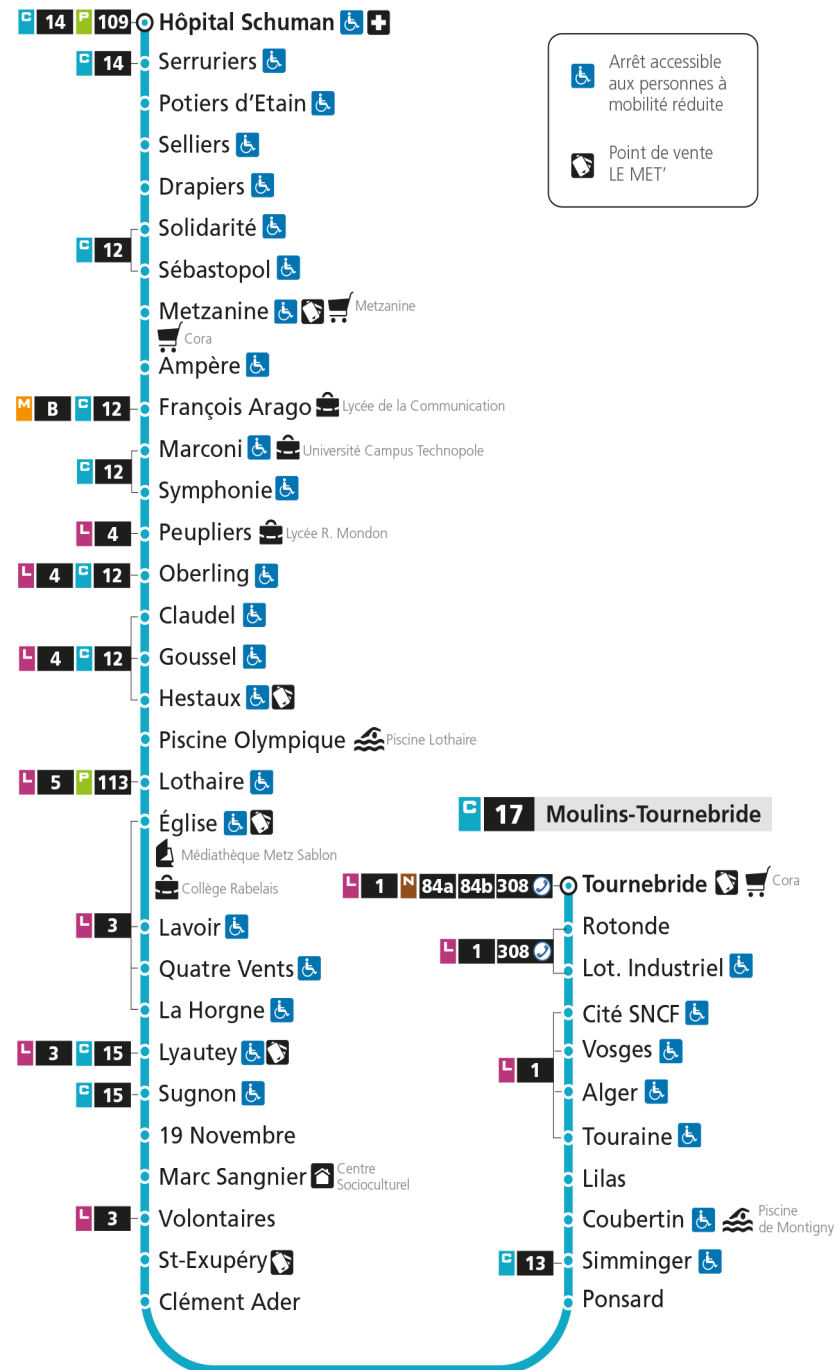 C 14 P 109 Hôpital Schuman
C 14 Serruriers
Potiers d'Etain
Selliers
Drapiers
Solidarité
C 12
Sébastopol
Metzanine Metzanine
Cora
Ampère
M B C 12 François Arago Lycée de la Communication
Marconi Université Campus Technopole
C 12
Symphonie
L 4 Peupliers Lycée R. Mondon
L 4 C 12 Oberling
Claudel
L 4 C 12 Goussel
Hestaux
Piscine Olympique Piscine Lothaire
L 5 P 113 Lothaire
Église
Médiathèque Metz Sablon
Collège Rabelais
L 3 Lavoir
Quatre Vents
La Horgne
L 3 C 15 Lyautey
C 15 Sugnon
19 Novembre
Marc Sangnier Centre
Socioculturel
L 3 Volontaires
St-Exupéry
Clément Ader
Arrêt accessible
aux personnes à
mobilité réduite
Point de vente
LE MET'
C 17 Moulins-Tournebride
L 1 N 84a 84b 308 Tournebride Cora
Rotonde
L 1 308
Lot. Industriel
Cité SNCF
Vosges
L 1
Alger
Touraine
Lilas
Coubertin Piscine
de Montigny
C 13 Simminger
Ponsard